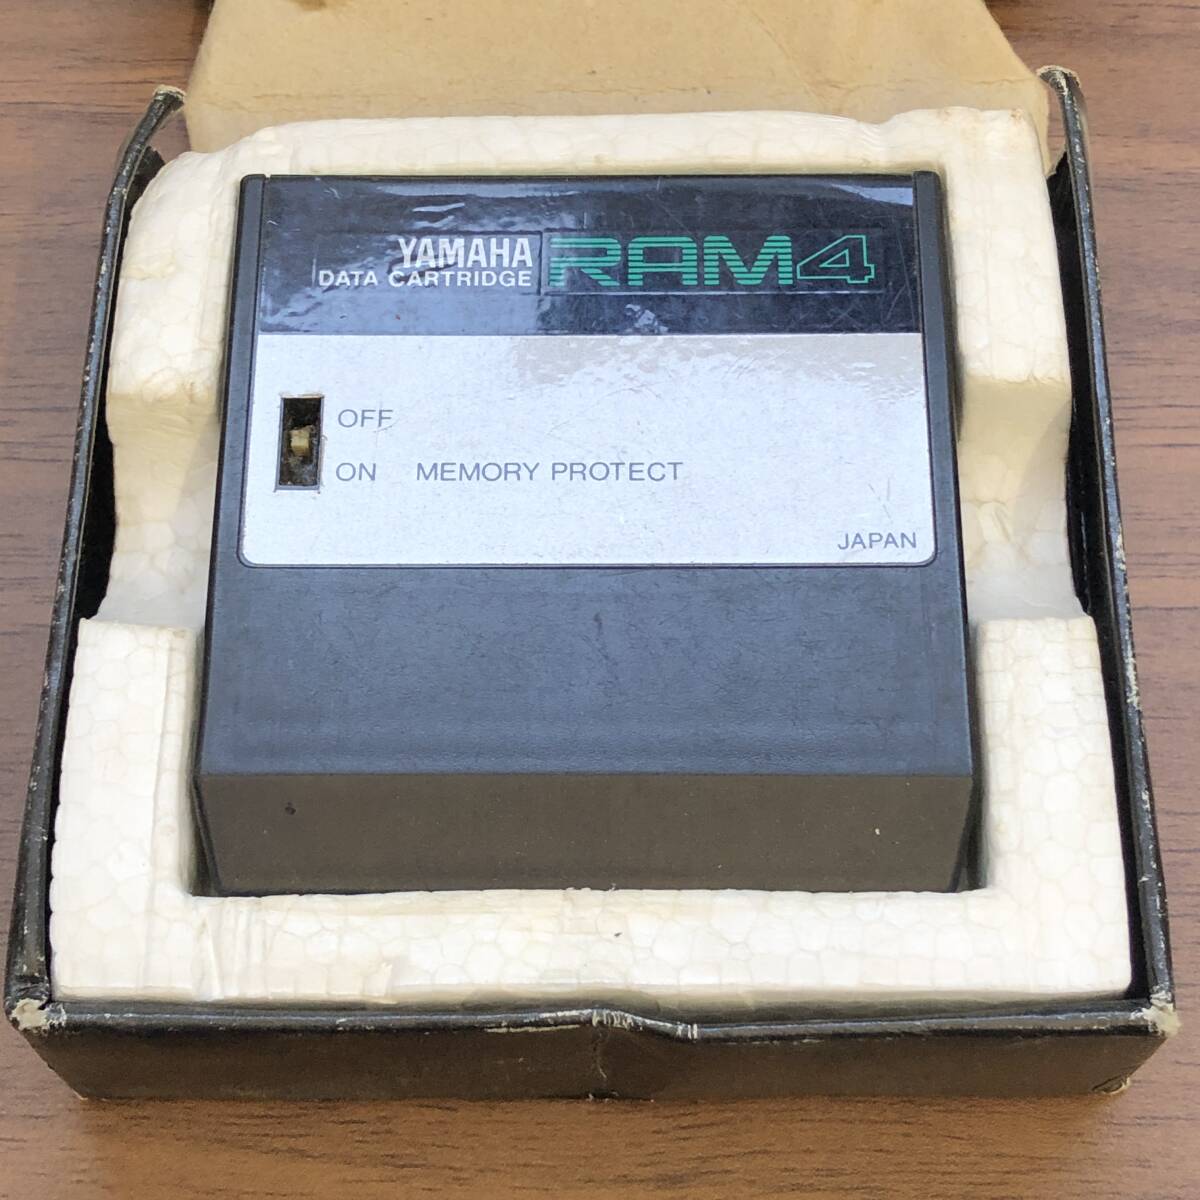 YAMAHA
DATA CARTRIDGE RAM4
OFF
ON MEMORY PROTECT
JAPAN